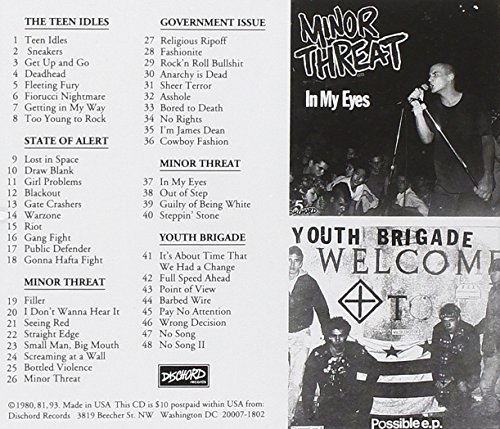 THE TEEN IDLES
1 Teen Idles
2 Sneakers
3 Get Up and Go
4 Deadhead
5 Fleeting Fury
6 Fiorucci Nightmare
7 Getting in My Way
8 Too Young to Rock
STATE OF ALERT
9 Lost in Space
10 Draw Blank
11 Girl Problems
12 Blackout
13 Gate Crashers
14 Warzone
15 Riot
16 Gang Fight
17 Public Defender
18 Gonna Hafta Fight
MINOR THREAT
19 Filler
20 I Don't Wanna Hear It
21 Seeing Red
22 Straight Edge
23 Small Man, Big Mouth
24 Screaming at a Wall
25 Bottled Violence
26 Minor Threat
GOVERNMENT ISSUE
27 Religious Ripoff
28 Fashionite
29 Rock'n Roll Bullshit
30 Anarchy is Dead
31 Sheer Terror
32 Asshole
33 Bored to Death
34 No Rights
35 I'm James Dean
36 Cowboy Fashion
MINOR THREAT
37 In My Eyes
38 Out of Step
39 Guilty of Being White
40 Steppin' Stone
YOUTH BRIGADE
41 It's About Time That
We Had a Change
42 Full Speed Ahead
43 Point of View
44 Barbed Wire
45 Pay No Attention
46 Wrong Decision
47 No Song
48 No Song II
DISCHORD
records
©1980, 81, 93. Made in USA This CD is $10 postpaid within USA from:
Dischord Records 3819 Beecher St. NW Washington DC 20007-1802
MINOR
THREAT
In My Eyes
5
DISCHORD
YOUTH BRIGADE
WELCOME
TO
Possible e.p.